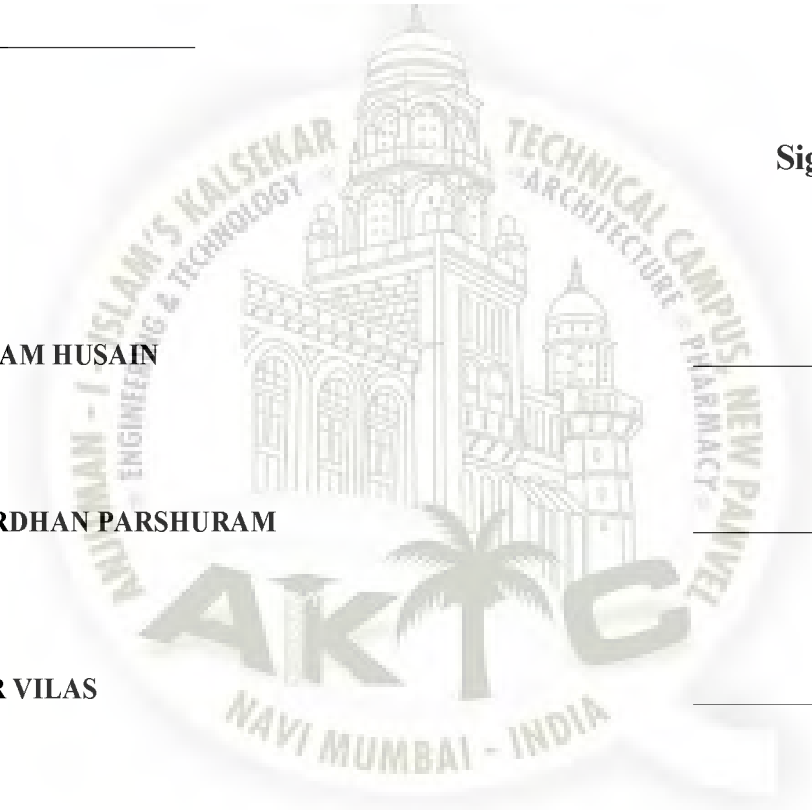 Sig
AM HUSAIN
RDHAN PARSHURAM
R VILAS
ANJUMAN - I - ISLAM'S KALSEKAR TECHNICAL CAMPUS, NEW PANVEL
ENGINEERING & TECHNOLOGY ARCHITECTURE PHARMACY
AKTC
NAVI MUMBAI - INDIA